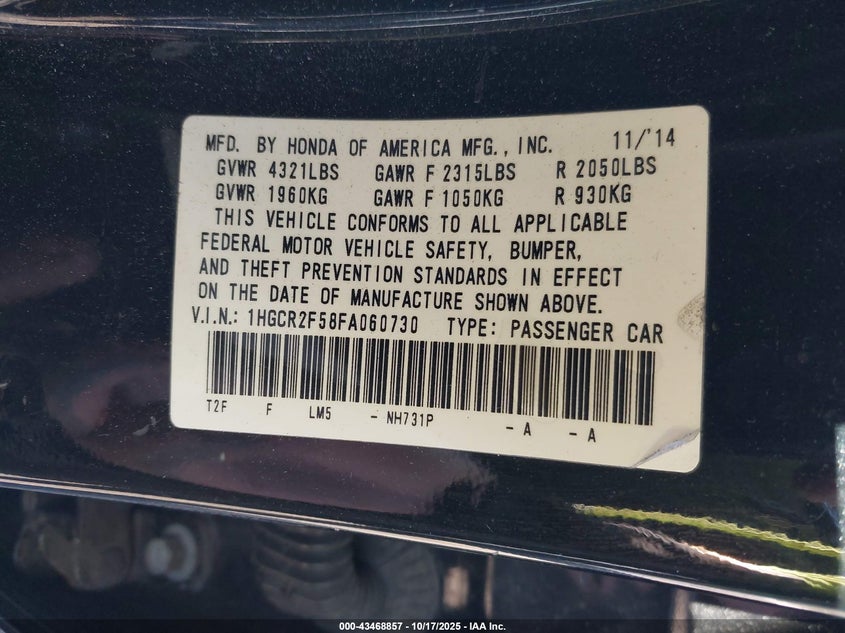 MFD. BY HONDA OF AMERICA MFG., INC. 11/'14
GVWR 4321LBS GAWR F 2315LBS R 2050LBS
GVWR 1960KG GAWR F 1050KG R 930KG
THIS VEHICLE CONFORMS TO ALL APPLICABLE
FEDERAL MOTOR VEHICLE SAFETY, BUMPER,
AND THEFT PREVENTION STANDARDS IN EFFECT
ON THE DATE OF MANUFACTURE SHOWN ABOVE.
V.I.N.: 1HGCR2F58FA060730 TYPE: PASSENGER CAR
T2F F LM5 - NH731P - A - A
000-43468857 - 10/17/2025 - IAA Inc.